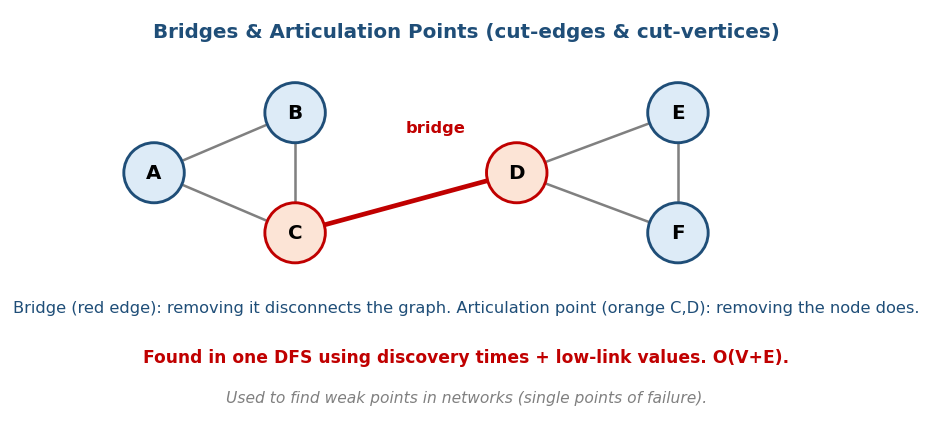 Bridges & Articulation Points (cut-edges & cut-vertices)
B
E
bridge
A
D
C
F
Bridge (red edge): removing it disconnects the graph. Articulation point (orange C,D): removing the node does.
Found in one DFS using discovery times + low-link values. O(V+E).
Used to find weak points in networks (single points of failure).